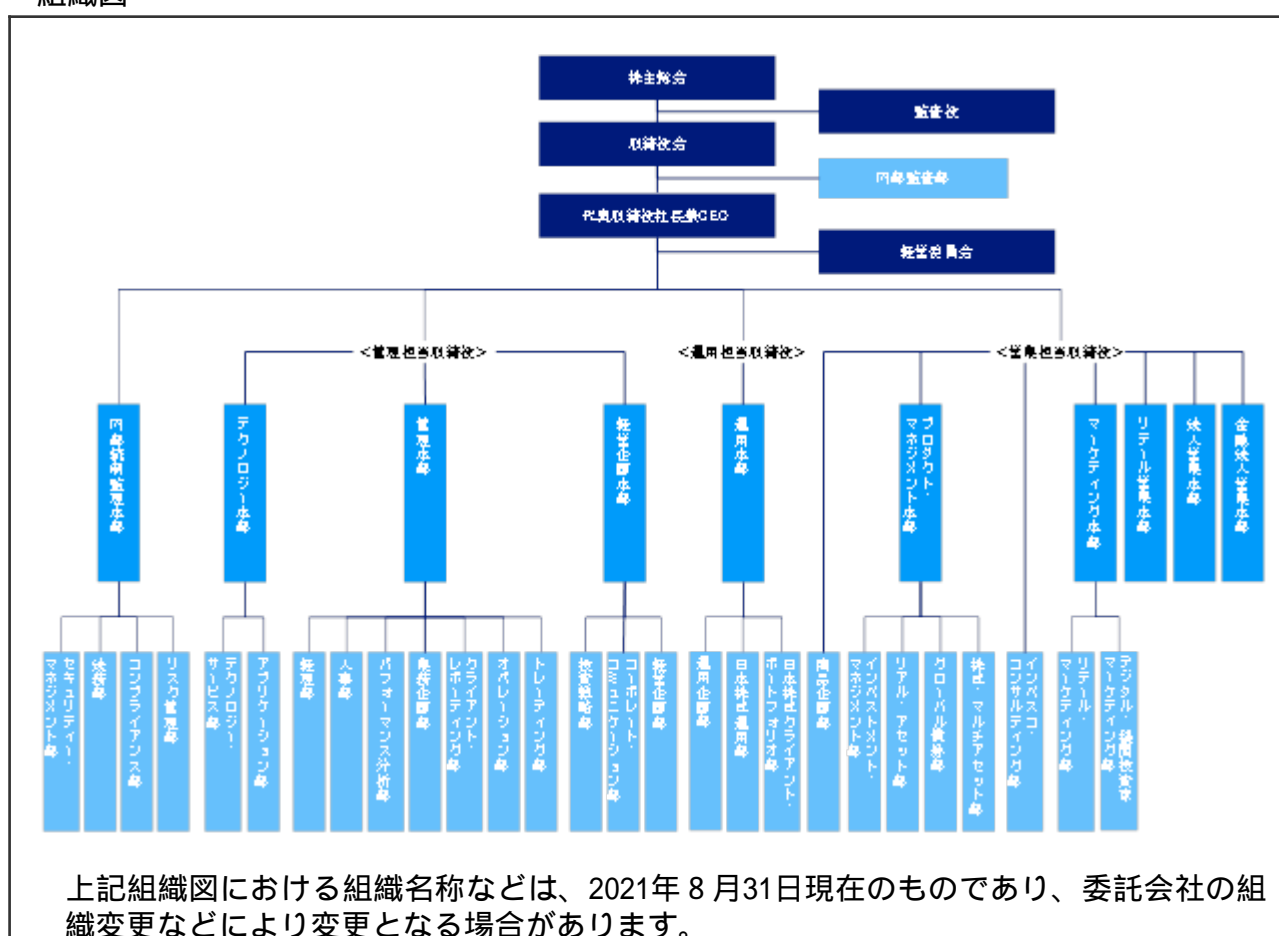 組織図
株主総会
監査役
取締役会
内部監査部
代表取締役社長兼CEO
経営委員会
<管理担当取締役>
<運用担当取締役>
<営業担当取締役>
内部統制監理本部
テクノロジー本部
管理本部
経営企画本部
運用本部
プロダクト・
マネジメント本部
マーケティング本部
リテール営業本部
法人営業本部
金融法人営業本部
セキュリティー・
マネジメント部
法務部
コンプライアンス部
リスク管理部
テクノロジー・
サービス部
アプリケーション部
経理部
人事部
パフォーマンス分析部
業務企画部
クライアント・
レポーティング部
オペレーション部
トレーディング部
投資戦略部
コーポレート・
コミュニケーション部
経営企画部
運用企画部
日本株式運用部
日本株式クライアント・
ポートフォリオ部
商品企画部
インベストメント・
マネジメント部
リアル・アセット部
グローバル債券部
株式・マルチアセット部
インベスコ・
コンサルティング部
リテール・
マーケティング部
デジタル・機関投資家
マーケティング部
上記組織図における組織名称などは、2021年8月31日現在のものであり、委託会社の組
織変更などにより変更となる場合があります。